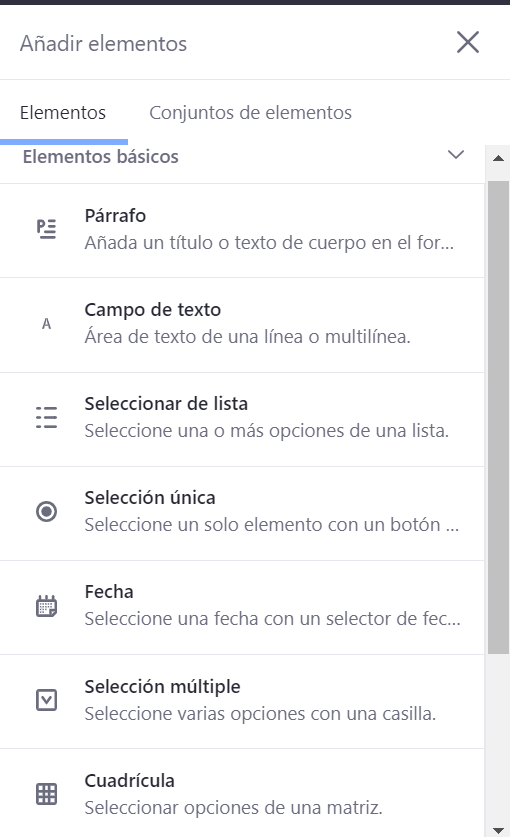 Añadir elementos
Elementos
Conjuntos de elementos
Elementos básicos
Párrafo
Añada un título o texto de cuerpo en el for...
A
Campo de texto
Área de texto de una línea o multilínea.
Seleccionar de lista
Seleccione una o más opciones de una lista.
Selección única
Seleccione un solo elemento con un botón ...
Fecha
Seleccione una fecha con un selector de fec...
Selección múltiple
Seleccione varias opciones con una casilla.
Cuadrícula
Seleccionar opciones de una matriz.